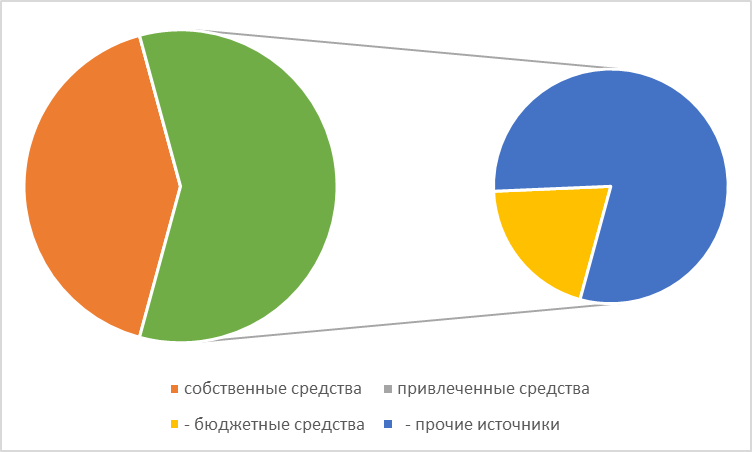 собственные средства привлеченные средства
- бюджетные средства - прочие источники